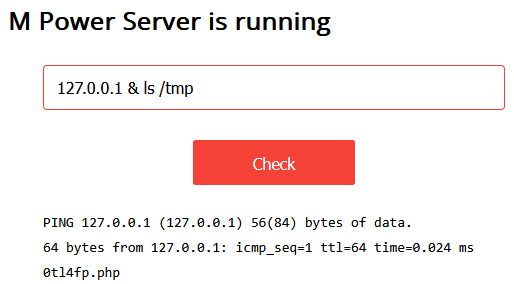 M Power Server is running
127.0.0.1 & ls /tmp
Check
PING 127.0.0.1 (127.0.0.1) 56(84) bytes of data.
64 bytes from 127.0.0.1: icmp_seq=1 ttl=64 time=0.024 ms
0tl4fp.php